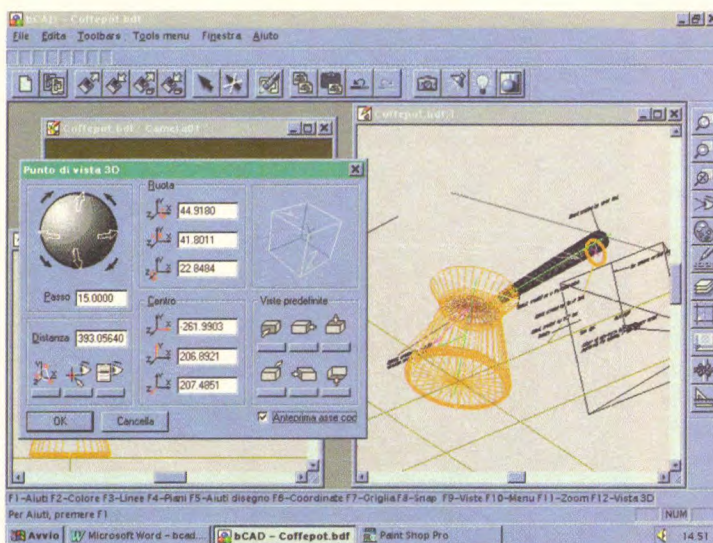 bCAD - Coffepot.bdf
File Edita Toolbars Tools menu Finestra Aiuto
Coffepot.bdf : Camera01
Coffepot.bdf:1
Punto di vista 3D
Ruota
44.9180
41.8011
22.8484
Passo 15.0000
Centro
Viste predefinite
Distanza 393.05640
-261.9903
206.8921
207.4851
OK Cancella
Anteprima asse coo
F1-Aiuti F2-Colore F3-Linee F4-Piani F5-Aiuti disegno F6-Coordinate F7-Griglia F8-Snap F9-Viste F10-Menu F11-Zoom F12-Vista 3D
Per Aiuti, premere F1
NUM
Avvio Microsoft Word - bcad... bCAD - Coffepot.bdf Paint Shop Pro 14.51